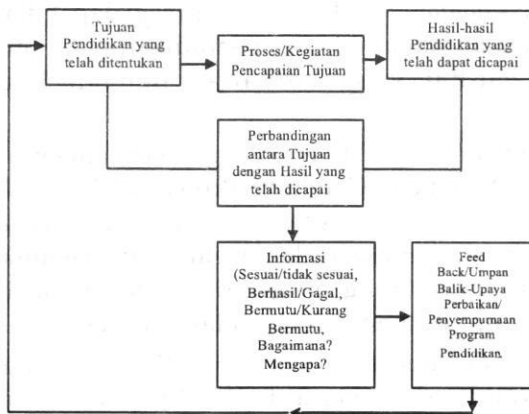 Tujuan
Pendidikan yang
telah ditentukan
Proses/Kegiatan
Pencapaian Tujuan
Hasil-hasil
Pendidikan yang
telah dapat dicapai
Perbandingan
antara Tujuan
dengan Hasil yang
telah dicapai
Informasi
(Sesuai/tidak sesuai,
Berhasil/Gagal,
Bermutu/Kurang
Bermutu,
Bagaimana?
Mengapa?
Feed
Back/Umpan
Balik-Upaya
Perbaikan/
Penyempurnaan
Program
Pendidikan.